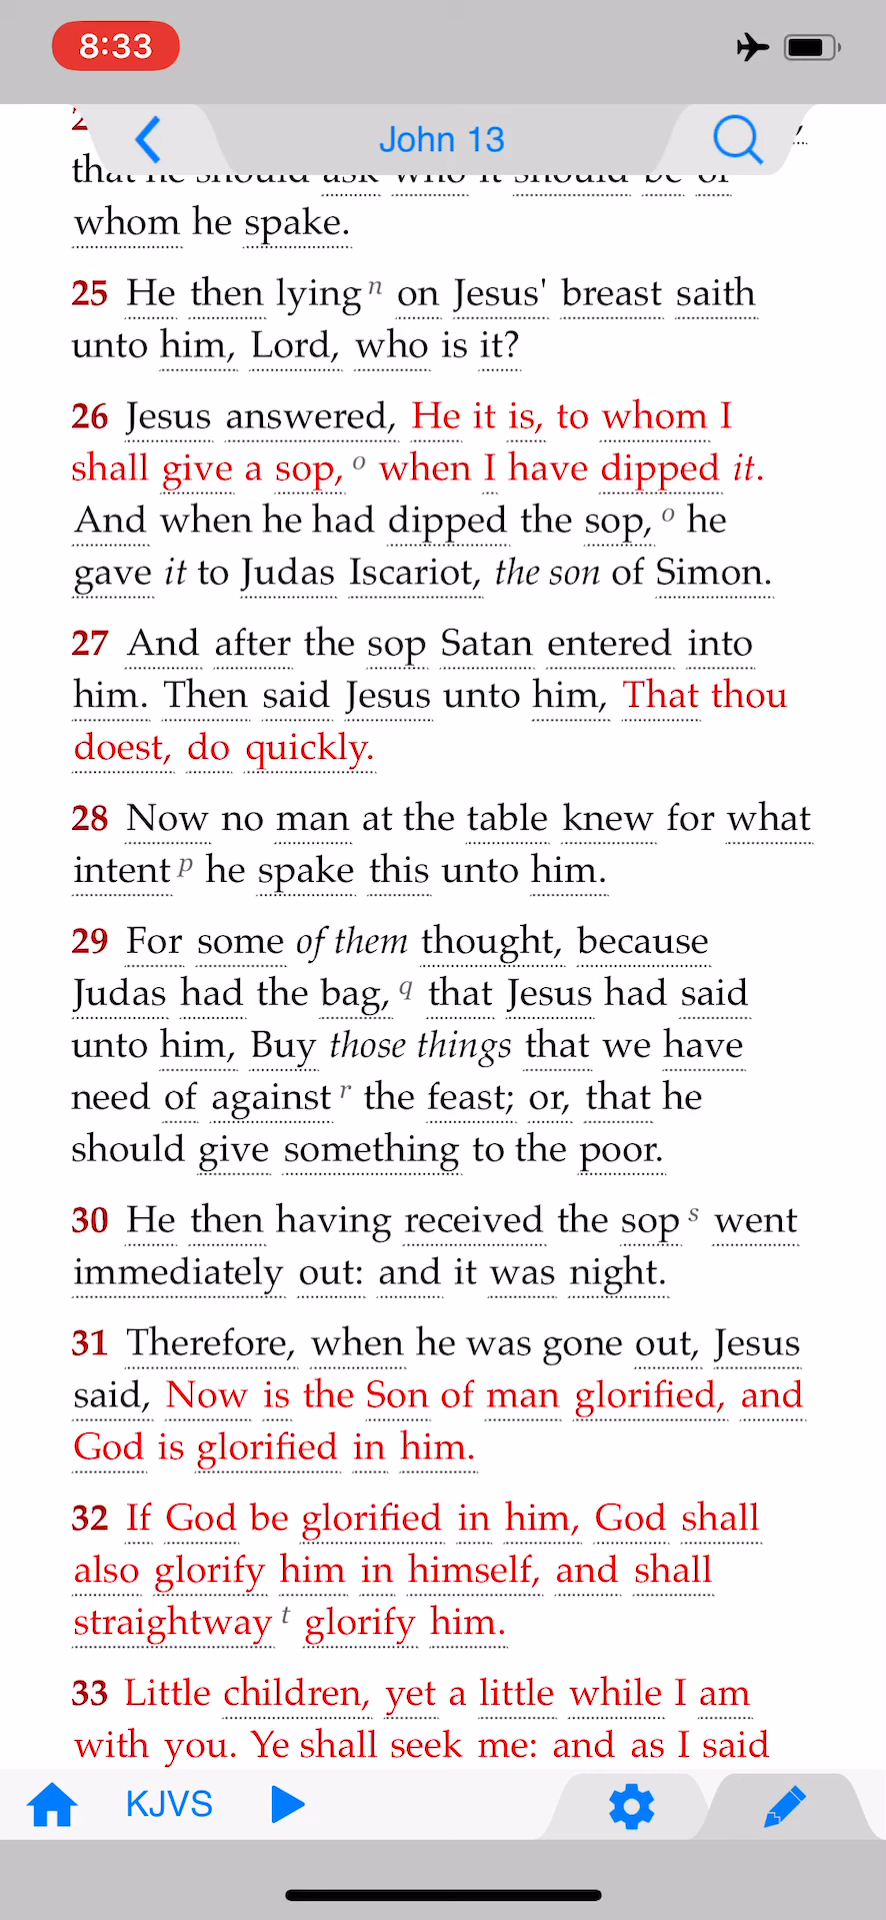 8:33
John 13
whom he spake.
25 He then lying n on Jesus' breast saith
unto him, Lord, who is it?
26 Jesus answered, He it is, to whom I
shall give a sop, o when I have dipped it.
And when he had dipped the sop, o he
gave it to Judas Iscariot, the son of Simon.
27 And after the sop Satan entered into
him. Then said Jesus unto him, That thou
doest, do quickly.
28 Now no man at the table knew for what
intent p he spake this unto him.
29 For some of them thought, because
Judas had the bag, q that Jesus had said
unto him, Buy those things that we have
need of against r the feast; or, that he
should give something to the poor.
30 He then having received the sop s went
immediately out: and it was night.
31 Therefore, when he was gone out, Jesus
said, Now is the Son of man glorified, and
God is glorified in him.
32 If God be glorified in him, God shall
also glorify him in himself, and shall
straightway t glorify him.
33 Little children, yet a little while I am
with you. Ye shall seek me: and as I said
KJVS